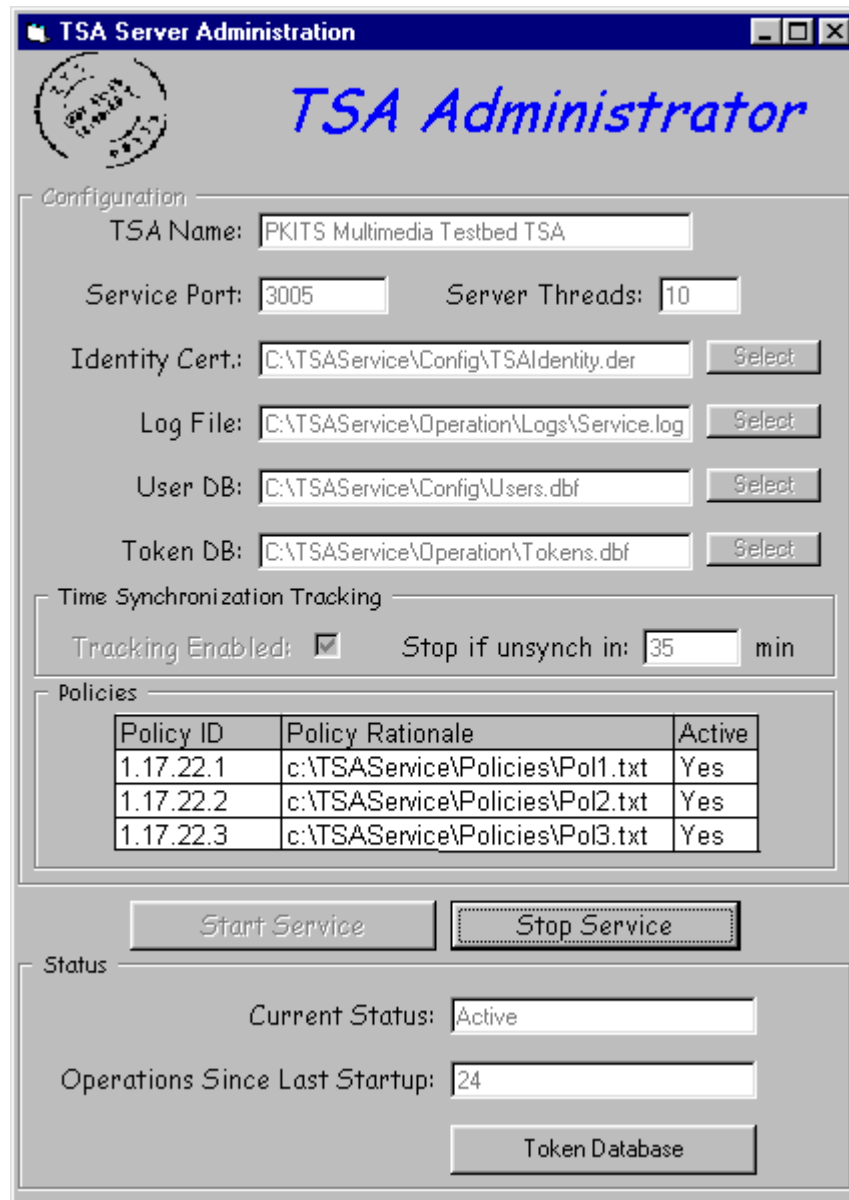 TSA Server Administration
TSA Administrator
Configuration
TSA Name: PKITS Multimedia Testbed TSA
Service Port: 3005 Server Threads: 10
Identity Cert.: C:\TSAService\Config\TSAIdentity.der Select
Log File: C:\TSAService\Operation\Logs\Service.log Select
User DB: C:\TSAService\Config\Users.dbf Select
Token DB: C:\TSAService\Operation\Tokens.dbf Select
Time Synchronization Tracking
Tracking Enabled: Stop if unsynch in: 35 min
Policies
Policy ID Policy Rationale Active
1.17.22.1 c:\TSAService\Policies\Pol1.txt Yes
1.17.22.2 c:\TSAService\Policies\Pol2.txt Yes
1.17.22.3 c:\TSAService\Policies\Pol3.txt Yes
Start Service Stop Service
Status
Current Status: Active
Operations Since Last Startup: 24
Token Database